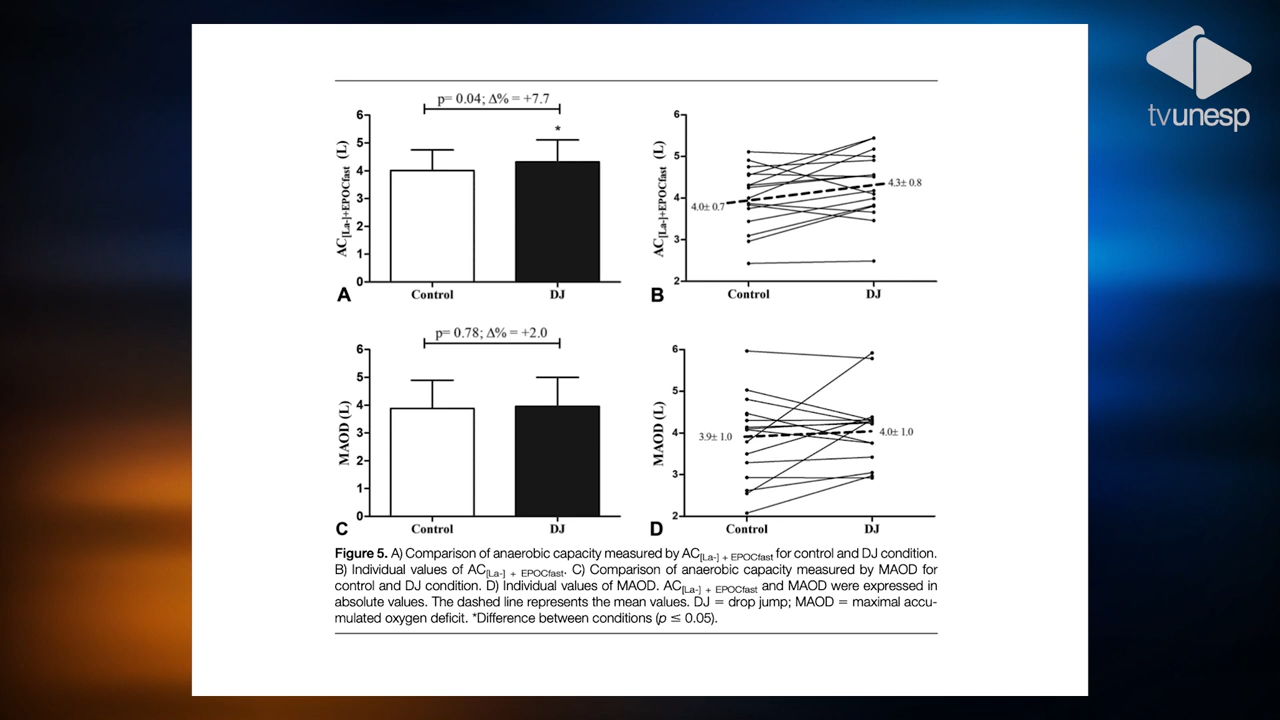 tvunesp
p= 0.04; Δ% = +7.7
*
6
5
4
3
2
1
0
AC[La-]+EPOCfast (L)
Control
DJ
A
6
5
4
3
2
AC[La-]+EPOCfast (L)
4.0± 0.7
4.3± 0.8
Control
DJ
B
p= 0.78; Δ% = +2.0
6
5
4
3
2
1
0
MAOD (L)
Control
DJ
C
6
5
4
3
2
MAOD (L)
3.9± 1.0
4.0± 1.0
Control
DJ
D
Figure 5. A) Comparison of anaerobic capacity measured by AC[La-] + EPOCfast for control and DJ condition.
B) Individual values of AC[La-] + EPOCfast. C) Comparison of anaerobic capacity measured by MAOD for
control and DJ condition. D) Individual values of MAOD. AC[La-] + EPOCfast and MAOD were expressed in
absolute values. The dashed line represents the mean values. DJ = drop jump; MAOD = maximal accu-
mulated oxygen deficit. *Difference between conditions (p ≤ 0.05).